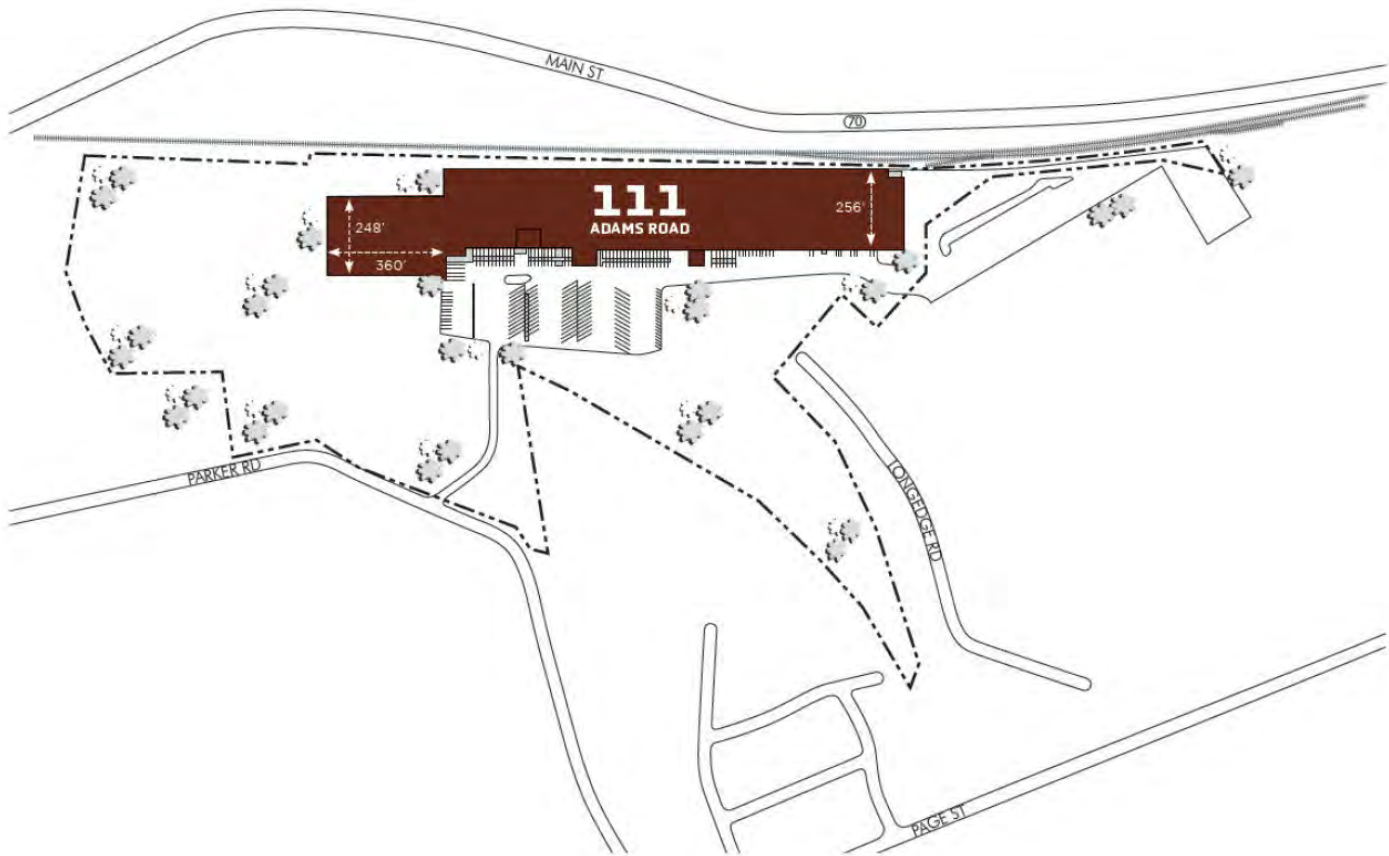 MAIN ST
70
111
ADAMS ROAD
248'
256'
360'
PARKER RD
LONGEDGE RD
PAGE ST